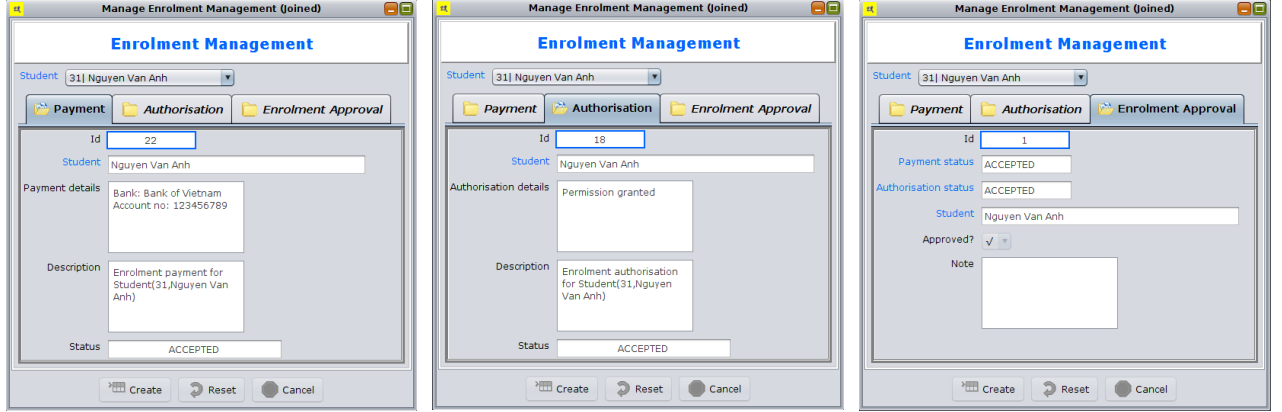 Manage Enrolment Management (Joined)
Enrolment Management
Student 31| Nguyen Van Anh
Payment Authorisation Enrolment Approval
Id 22
Student Nguyen Van Anh
Payment details Bank: Bank of Vietnam
Account no: 123456789
Description Enrolment payment for
Student(31,Nguyen Van
Anh)
Status ACCEPTED
Create Reset Cancel
Manage Enrolment Management (Joined)
Enrolment Management
Student 31| Nguyen Van Anh
Payment Authorisation Enrolment Approval
Id 18
Student Nguyen Van Anh
Authorisation details Permission granted
Description Enrolment authorisation
for Student(31,Nguyen
Van Anh)
Status ACCEPTED
Create Reset Cancel
Manage Enrolment Management (Joined)
Enrolment Management
Student 31| Nguyen Van Anh
Payment Authorisation Enrolment Approval
Id 1
Payment status ACCEPTED
Authorisation status ACCEPTED
Student Nguyen Van Anh
Approved? √
Note
Create Reset Cancel